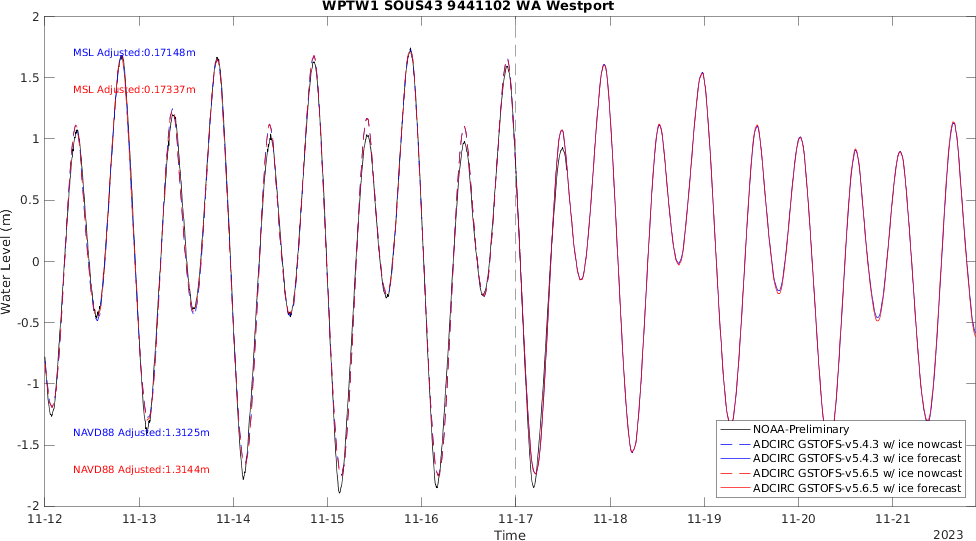 WPTW1 SOUS43 9441102 WA Westport
2
1.5
1
0.5
0
-0.5
-1
-1.5
-2
Water Level (m)
MSL Adjusted:0.17148m
MSL Adjusted:0.17337m
NAVD88 Adjusted:1.3125m
NAVD88 Adjusted:1.3144m
NOAA-Preliminary
ADCIRC GSTOFS-v5.4.3 w/ ice nowcast
ADCIRC GSTOFS-v5.4.3 w/ ice forecast
ADCIRC GSTOFS-v5.6.5 w/ ice nowcast
ADCIRC GSTOFS-v5.6.5 w/ ice forecast
11-12 11-13 11-14 11-15 11-16 11-17 11-18 11-19 11-20 11-21
Time
2023